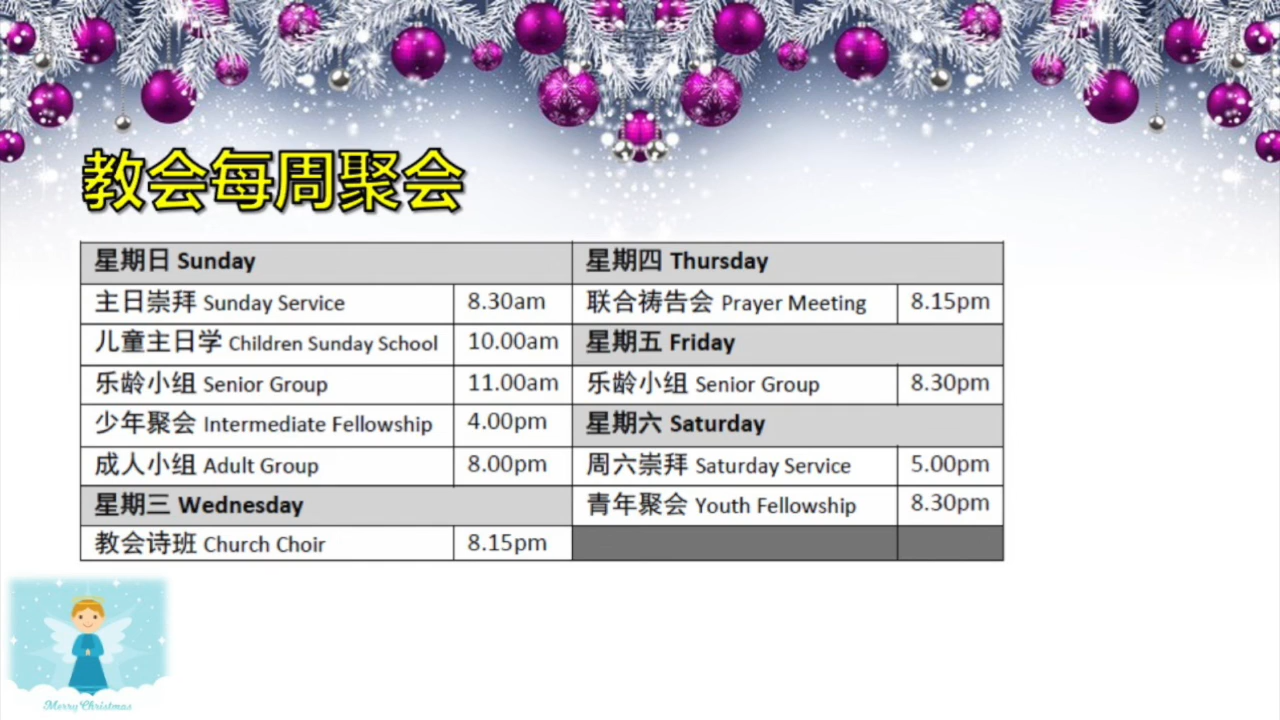 教会每周聚会
星期日 Sunday
主日崇拜 Sunday Service 8.30am
儿童主日学 Children Sunday School 10.00am
乐龄小组 Senior Group 11.00am
少年聚会 Intermediate Fellowship 4.00pm
成人小组 Adult Group 8.00pm
星期三 Wednesday
教会诗班 Church Choir 8.15pm
星期四 Thursday
联合祷告会 Prayer Meeting 8.15pm
星期五 Friday
乐龄小组 Senior Group 8.30pm
星期六 Saturday
周六崇拜 Saturday Service 5.00pm
青年聚会 Youth Fellowship 8.30pm
Merry Christmas